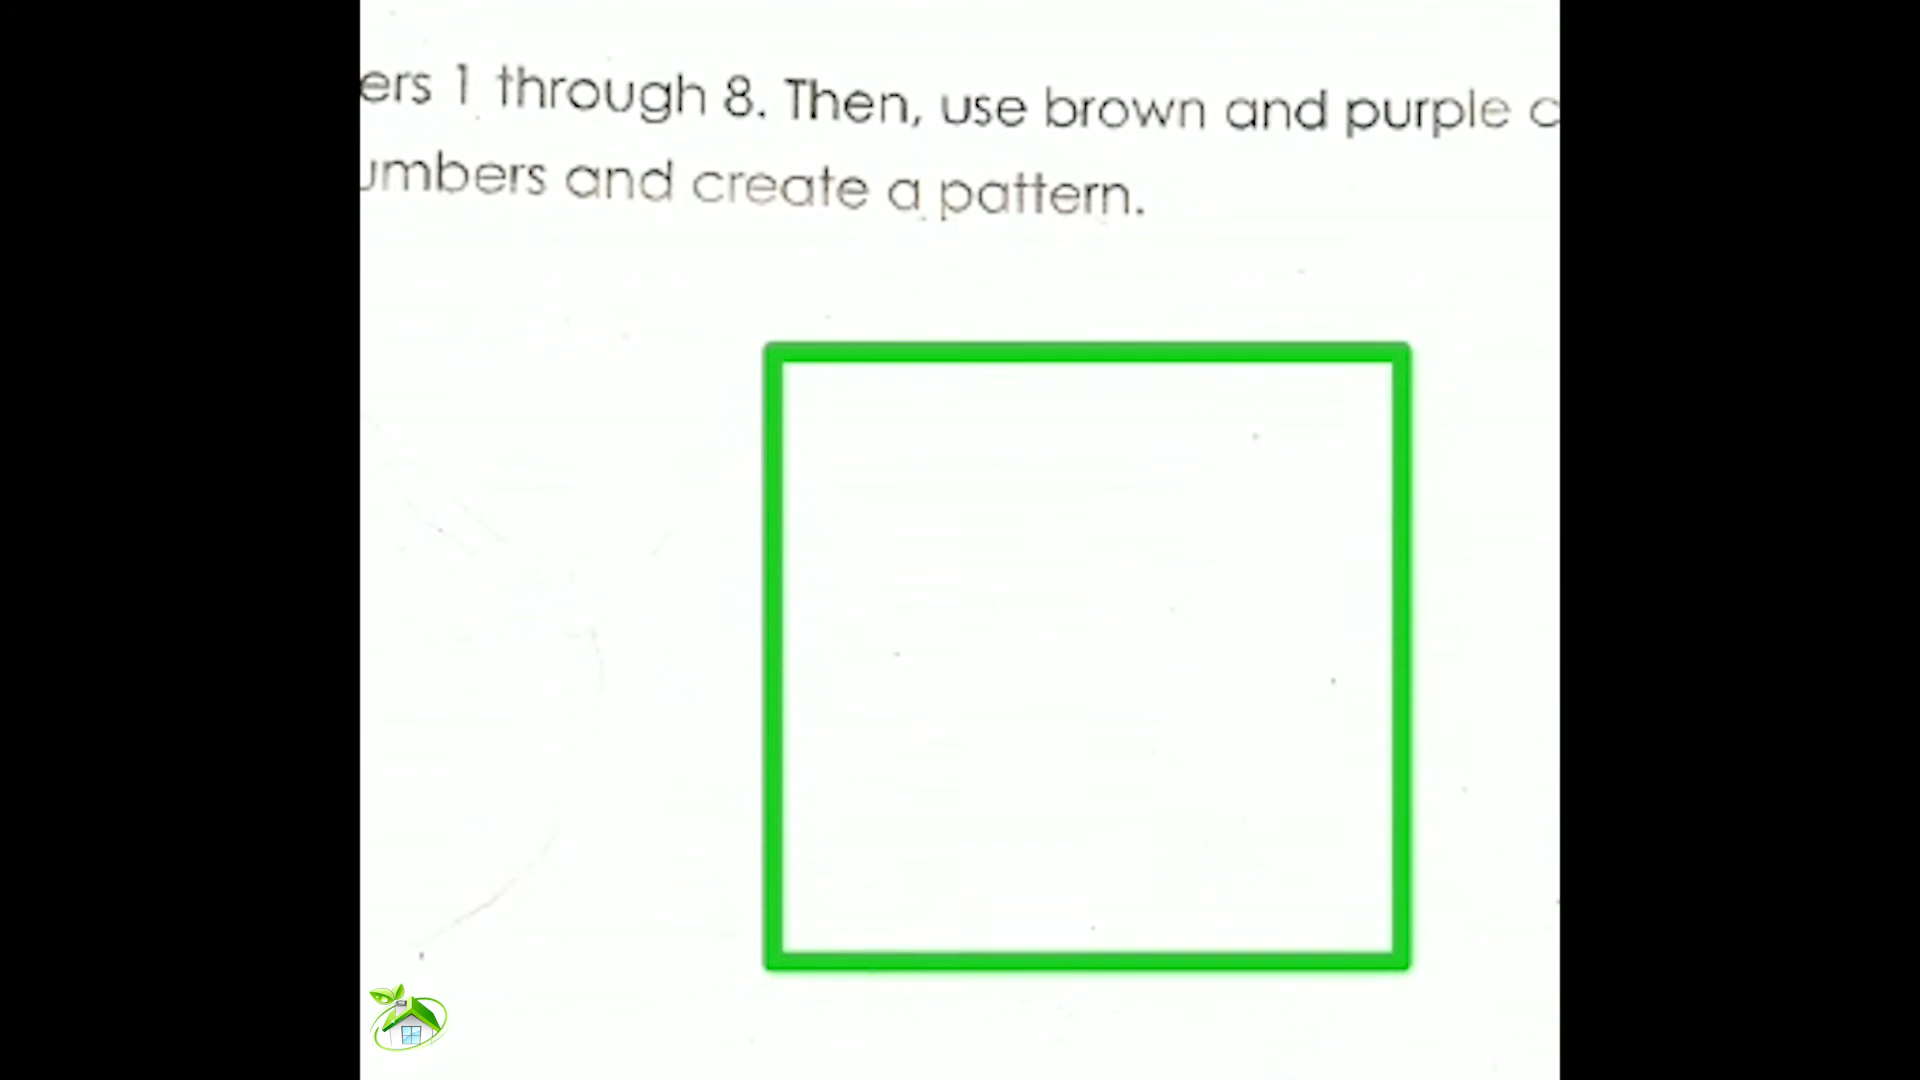 ers 1 through 8. Then, use brown and purple c
umbers and create a pattern.